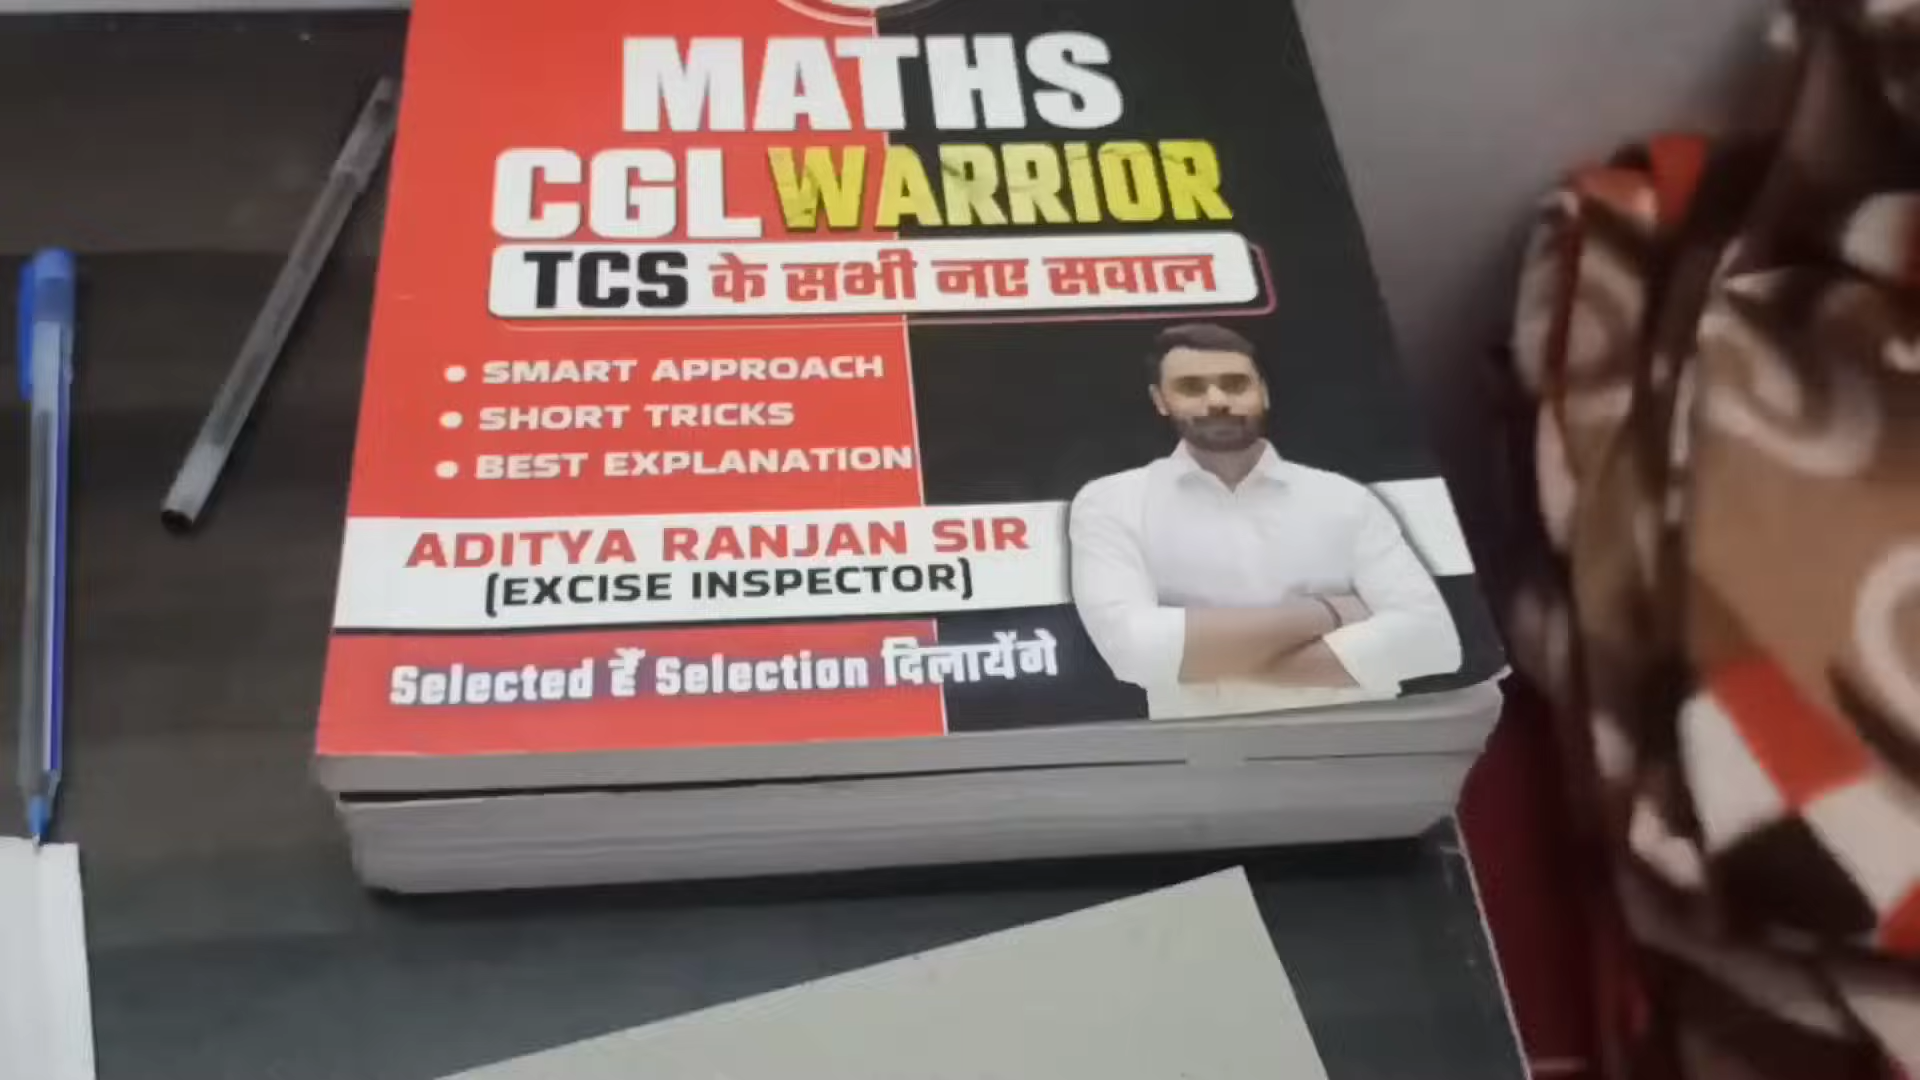 MATHS
CGL WARRIOR
TCS के सभी नए सवाल
• SMART APPROACH
• SHORT TRICKS
• BEST EXPLANATION
ADITYA RANJAN SIR
(EXCISE INSPECTOR)
Selected हैं Selection दिलायेंगे